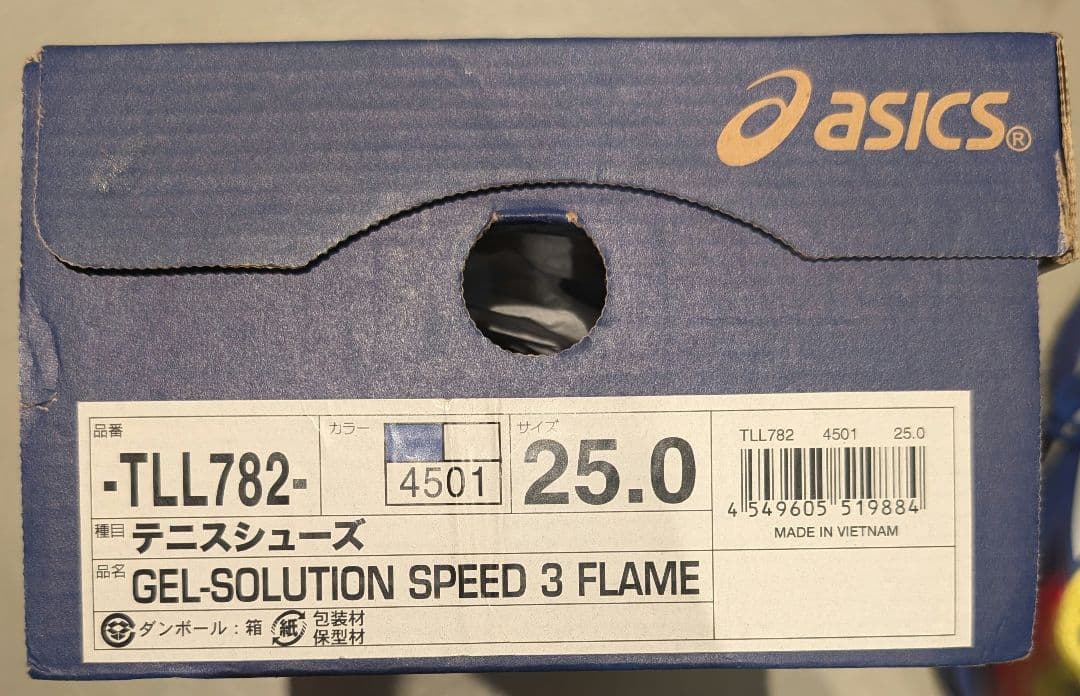 asics®
品番
-TLL782-
カラー
4501
サイズ
25.0
TLL782 4501 25.0
4 549605 519884
MADE IN VIETNAM
種目 テニスシューズ
品名 GEL-SOLUTION SPEED 3 FLAME
ダンボール:箱 紙 包装材
保型材